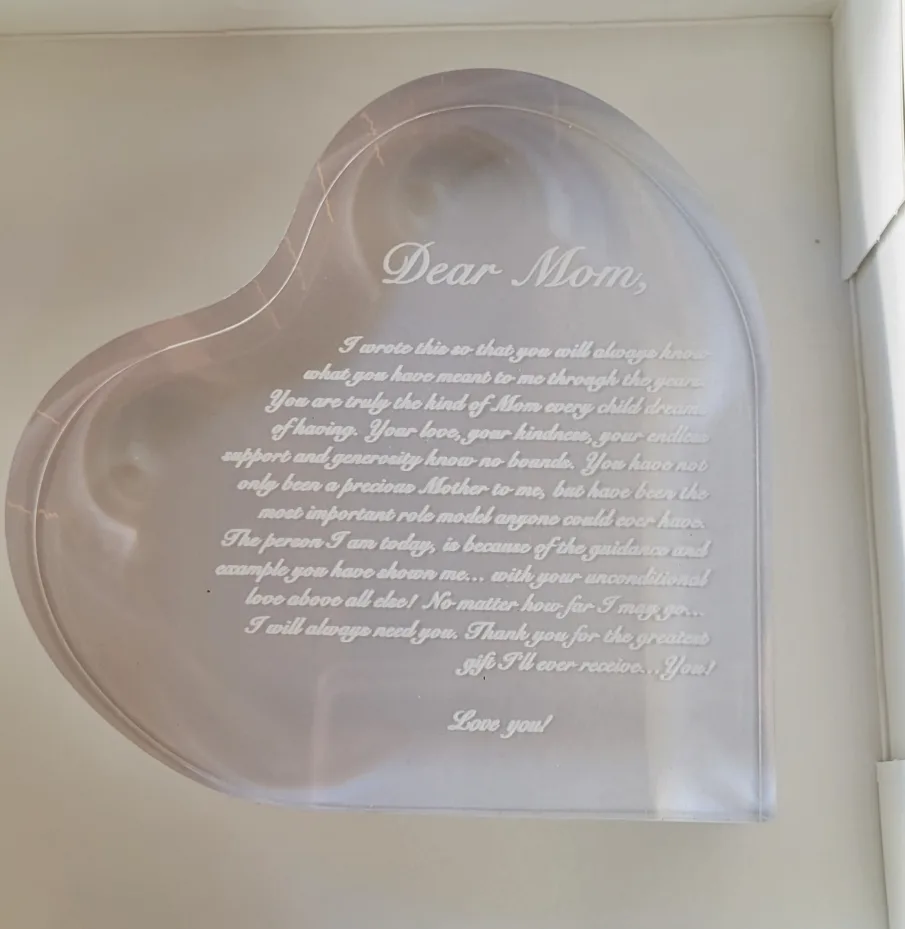 Dear Mom,
I wrote this so that you will always know
what you have meant to me through the years.
You are truly the kind of Mom every child dreams
of having. Your love, your kindness, your endless
support and generosity know no bounds. You have not
only been a precious Mother to me, but have been the
most important role model anyone could ever have.
The person I am today, is because of the guidance and
example you have shown me... with your unconditional
love above all else! No matter how far I may go...
I will always need you. Thank you for the greatest
gift I'll ever receive...You!
Love you!